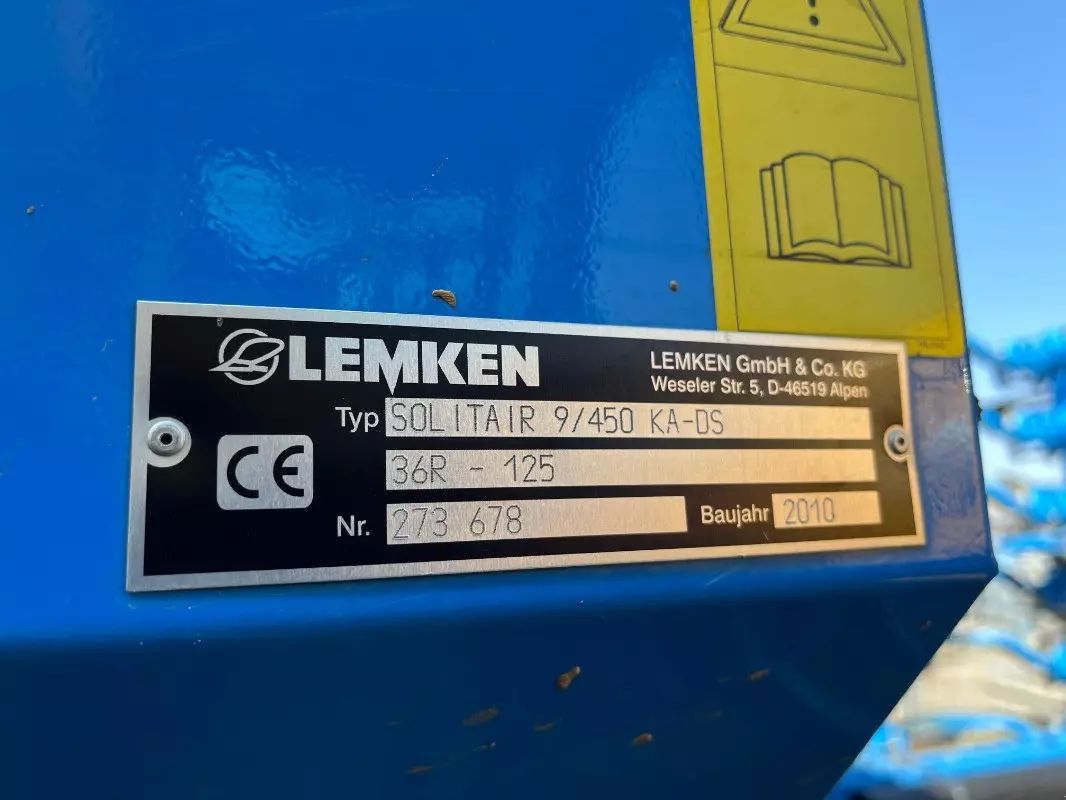 LEMKEN
LEMKEN GmbH & Co. KG
Weseler Str. 5, D-46519 Alpen
Typ SOLITAIR 9/450 KA-DS
CE
36R - 125
Nr. 273 678
Baujahr 2010